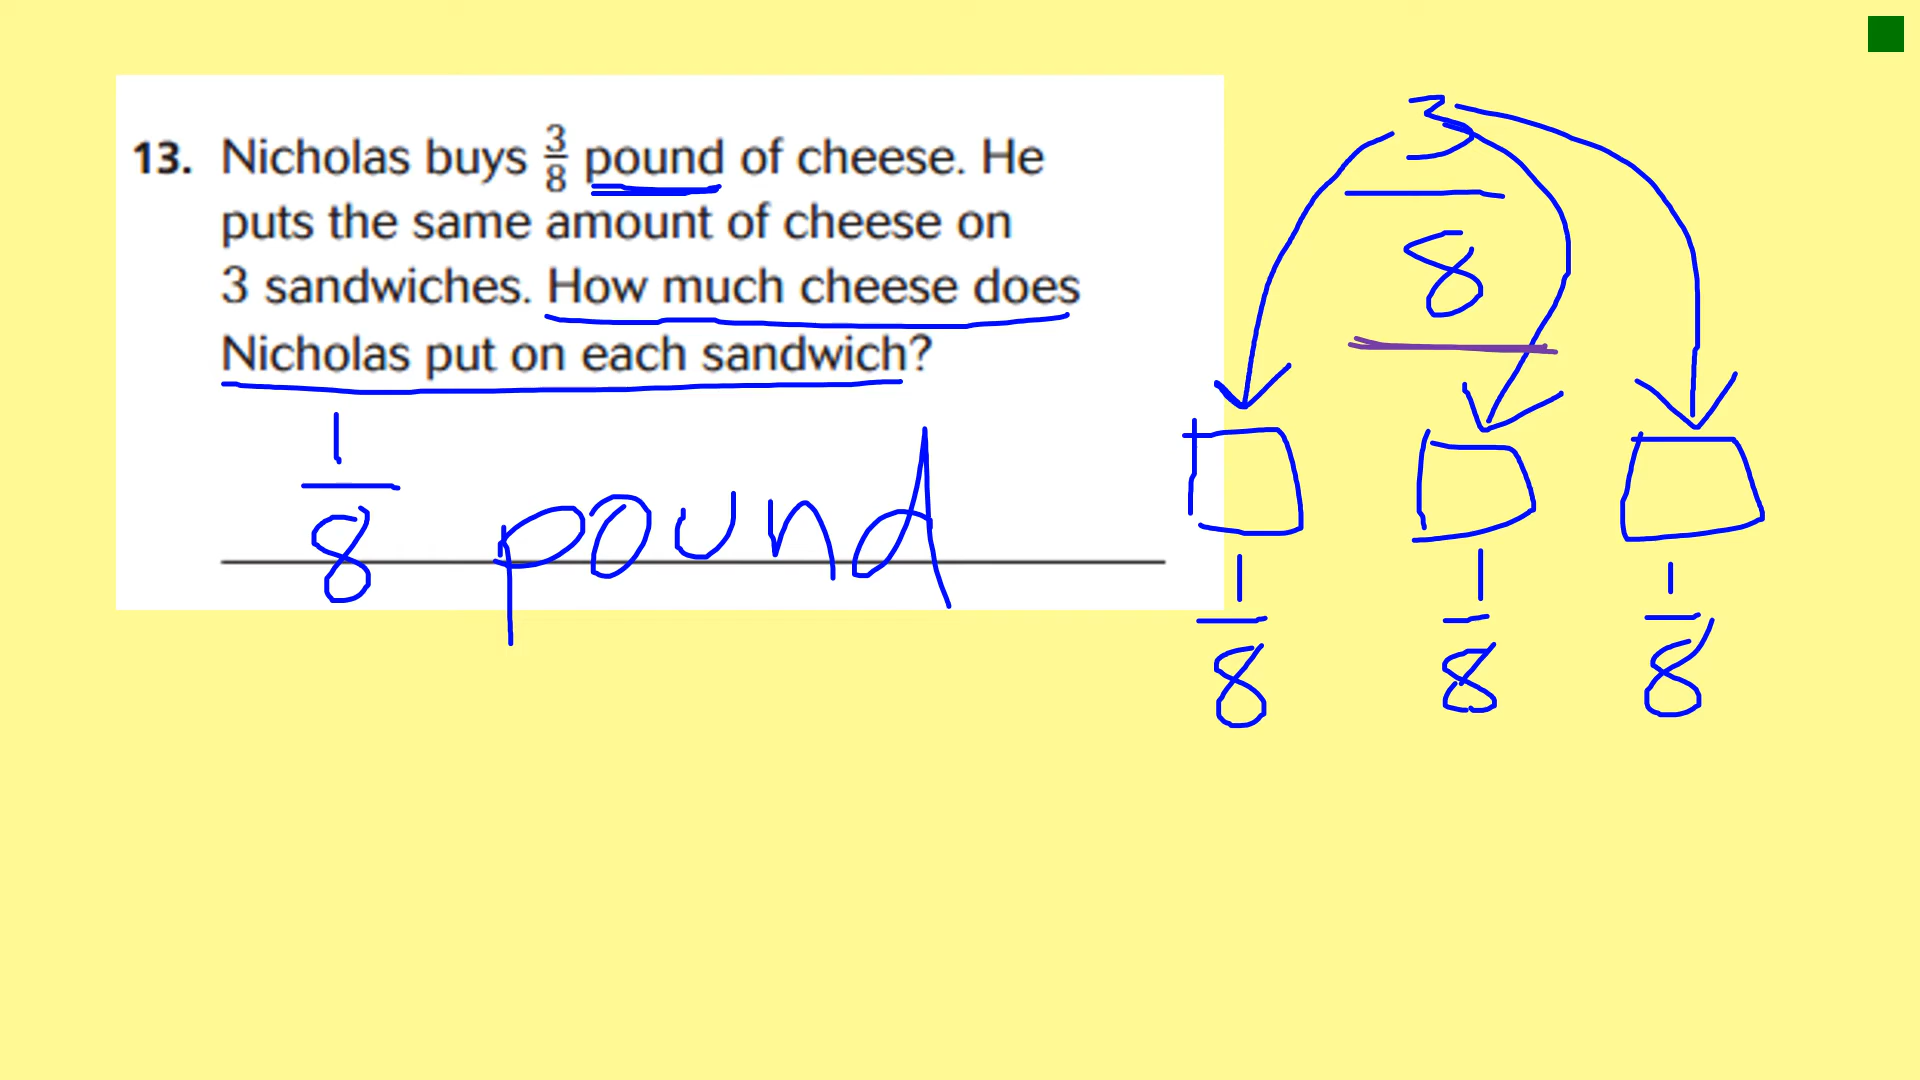 13. Nicholas buys 3/8 pound of cheese. He
puts the same amount of cheese on
3 sandwiches. How much cheese does
Nicholas put on each sandwich?
1/8 pound
3/8
1/8 1/8 1/8